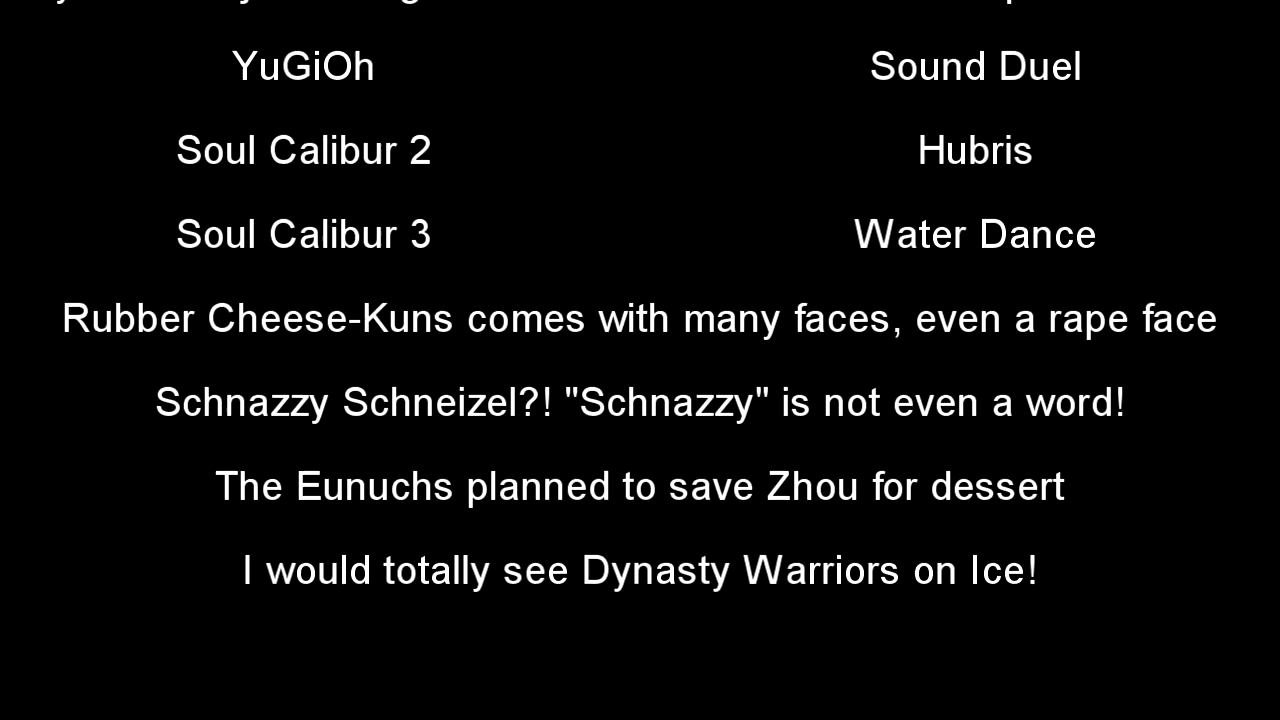 YuGiOh Sound Duel
Soul Calibur 2 Hubris
Soul Calibur 3 Water Dance
Rubber Cheese-Kuns comes with many faces, even a rape face
Schnazzy Schneizel?! "Schnazzy" is not even a word!
The Eunuchs planned to save Zhou for dessert
I would totally see Dynasty Warriors on Ice!